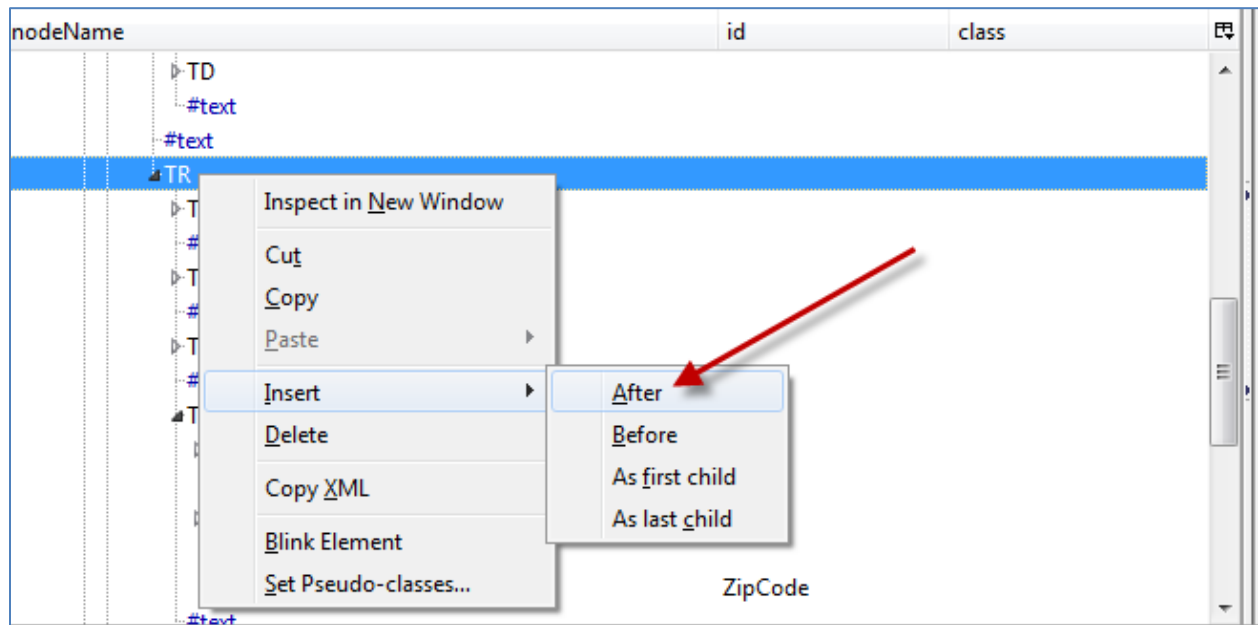 nodeName id class
TD
#text
#text
TR
Inspect in New Window
T
#
Cut
T
Copy
#
Paste
T
#
Insert After
T
Delete Before
As first child
Copy XML
As last child
Blink Element
Set Pseudo-classes...
ZipCode
#text